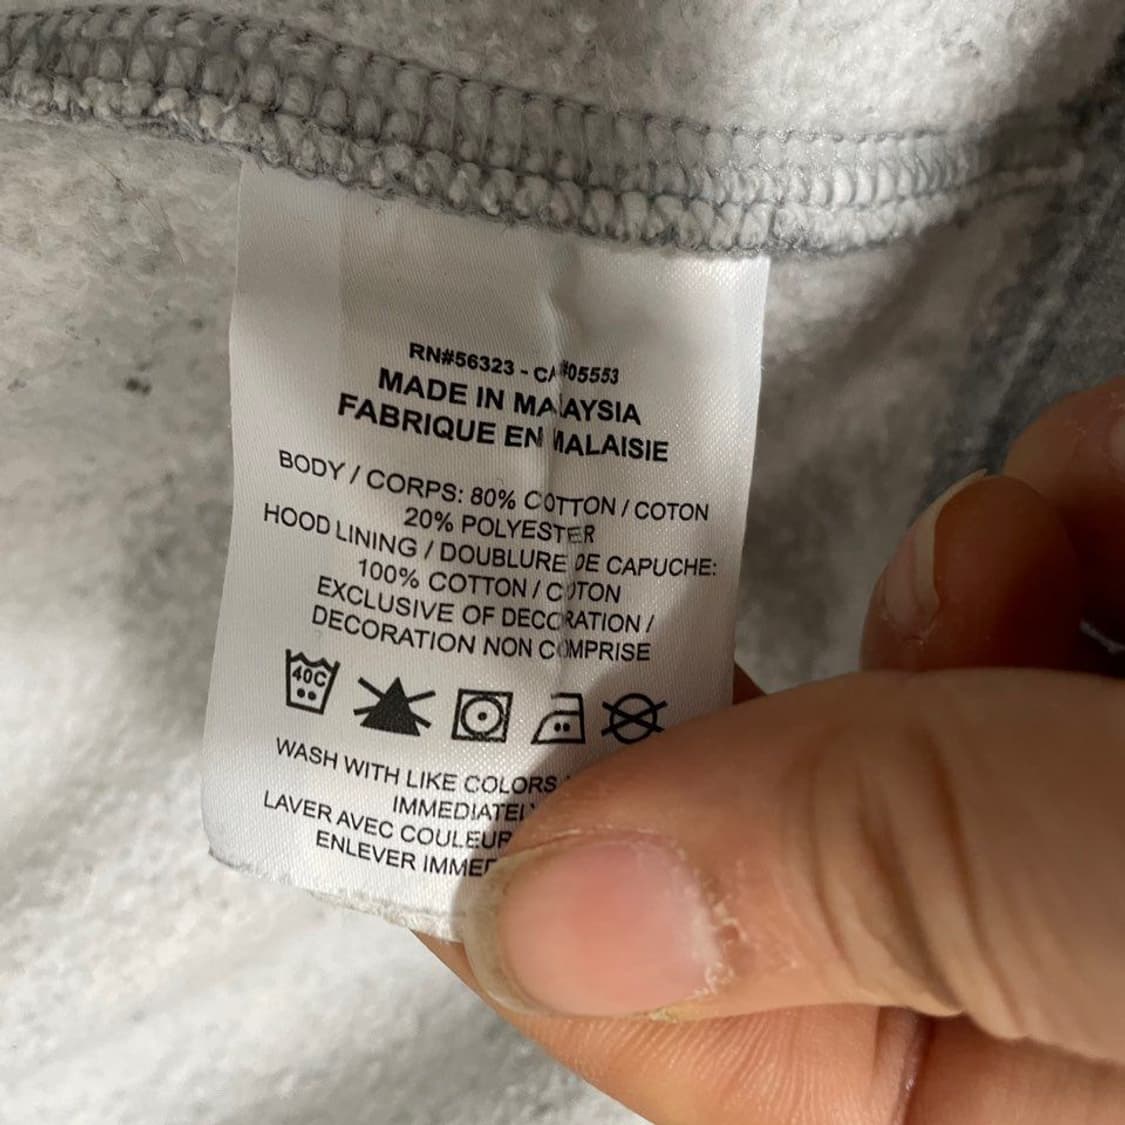 RN#56323 - CA#05553
MADE IN MALAYSIA
FABRIQUE EN MALAISIE
BODY / CORPS: 80% COTTON / COTON
20% POLYESTER
HOOD LINING / DOUBLURE DE CAPUCHE:
100% COTTON / COTON
EXCLUSIVE OF DECORATION /
DECORATION NON COMPRISE
40C
WASH WITH LIKE COLORS
LAVER AVEC
ENLEVER